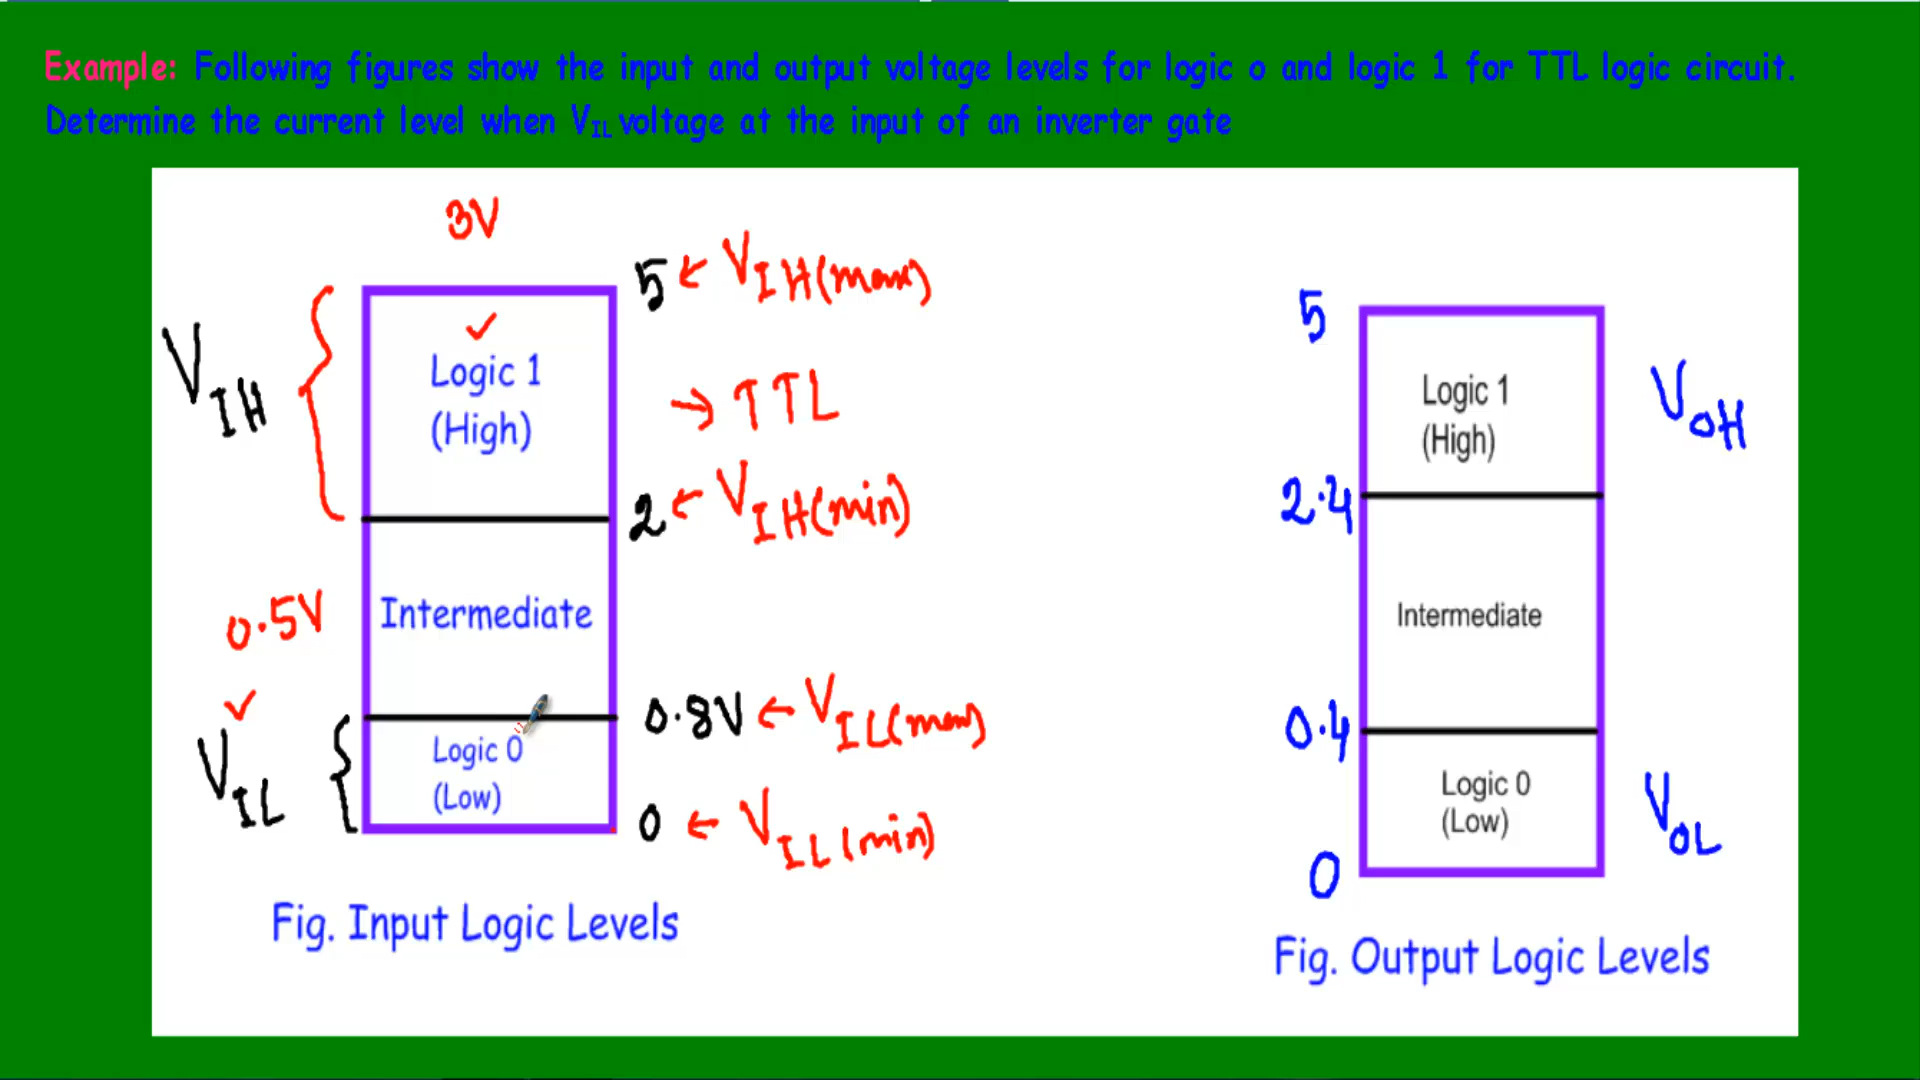 Example: Following figures show the input and output voltage levels for logic 0 and logic 1 for TTL logic circuit.
Determine the current level when VIL voltage at the input of an inverter gate
3V
5 ← VIH(max)
VIH
Logic 1
(High)
→ TTL
2 ← VIH(min)
Intermediate
0.5V
0.8V ← VIL(max)
VIL
Logic 0
(Low)
0 ← VIL(min)
Fig. Input Logic Levels
5
Logic 1
(High)
VOH
2.4
Intermediate
0.4
Logic 0
(Low)
VOL
0
Fig. Output Logic Levels